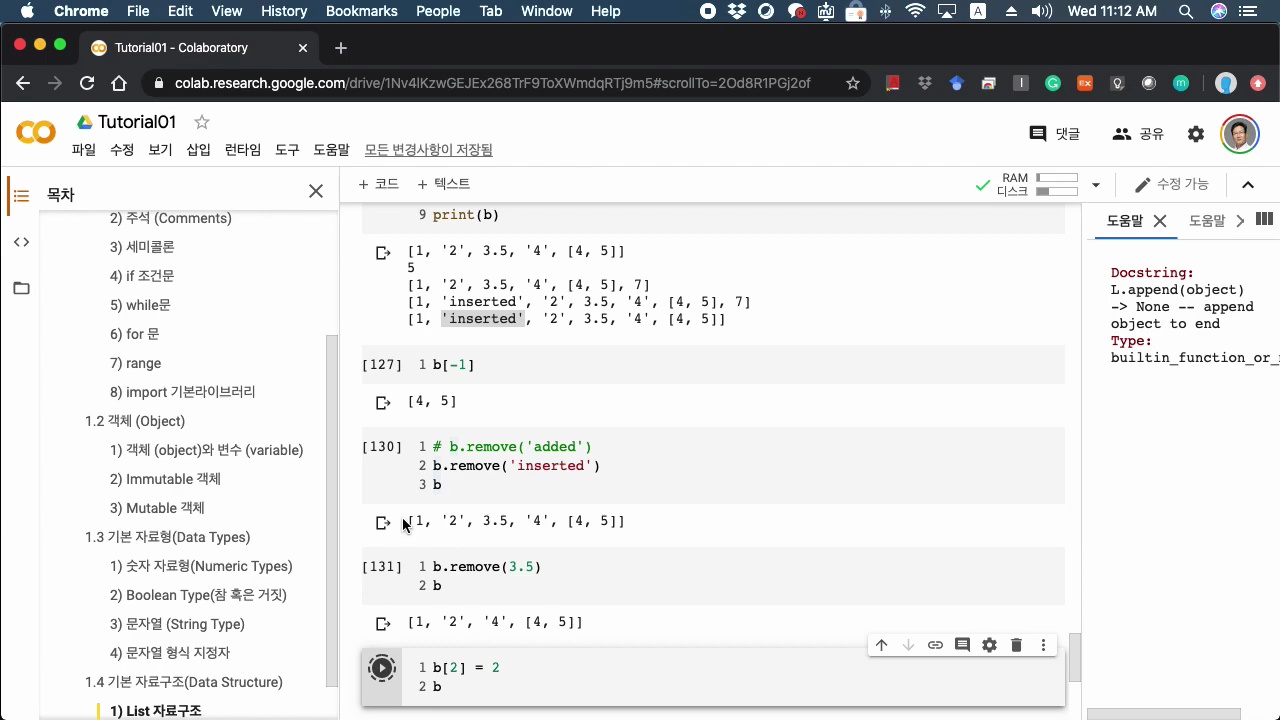 Chrome File Edit View History Bookmarks People Tab Window Help A Wed 11:12 AM
Tutorial01 - Colaboratory
colab.research.google.com/drive/1Nv4lKzwGEJEx268TrF9ToXWmdqRTj9m5#scrollTo=2Od8R1PGj2of
Tutorial01
댓글 공유
파일 수정 보기 삽입 런타임 도구 도움말 모든 변경사항이 저장됨
목차
+ 코드 + 텍스트
RAM
디스크
수정 가능
2) 주석 (Comments)
3) 세미콜론
4) if 조건문
5) while문
6) for 문
7) range
8) import 기본라이브러리
1.2 객체 (Object)
1) 객체 (object)와 변수 (variable)
2) Immutable 객체
3) Mutable 객체
1.3 기본 자료형(Data Types)
1) 숫자 자료형(Numeric Types)
2) Boolean Type(참 혹은 거짓)
3) 문자열 (String Type)
4) 문자열 형식 지정자
1.4 기본 자료구조(Data Structure)
1) List 자료구조
9 print(b)
[1, '2', 3.5, '4', [4, 5]]
5
[1, '2', 3.5, '4', [4, 5], 7]
[1, 'inserted', '2', 3.5, '4', [4, 5], 7]
[1, 'inserted', '2', 3.5, '4', [4, 5]]
[127] 1 b[-1]
[4, 5]
[130] 1 # b.remove('added')
2 b.remove('inserted')
3 b
[1, '2', 3.5, '4', [4, 5]]
[131] 1 b.remove(3.5)
2 b
[1, '2', '4', [4, 5]]
1 b[2] = 2
2 b
도움말 도움말
Docstring:
L.append(object)
-> None -- append
object to end
Type:
builtin_function_or_